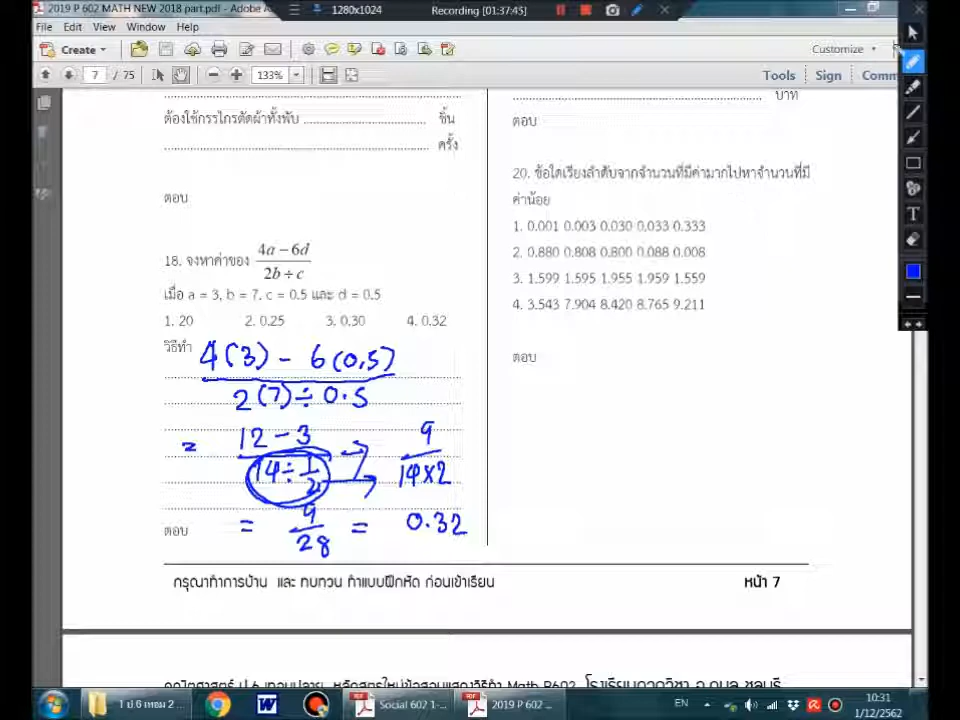 2019 P 602 MATH NEW 2018 part.pdf - Adobe A
1280x1024
Recording [01:37:43]
File Edit View Window Help
Create
Customize
7 / 75
133%
Tools Sign Comm
ต้องใช้กรรไกรตัดผ้าทั้งพับ ชิ้น
ครั้ง
ตอบ
18. จงหาค่าของ 4a − 6d / 2b ÷ c
เมื่อ a = 3, b = 7, c = 0.5 และ d = 0.5
1. 20 2. 0.25 3. 0.30 4. 0.32
วิธีทำ
4(3) − 6(0.5)
2(7) ÷ 0.5
= 12 − 3 9
14 ÷ 1/2 14×2
= 9/28 = 0.32
ตอบ
บาท
ตอบ
20. ข้อใดเรียงลำดับจากจำนวนที่มีค่ามากไปหาจำนวนที่มี
ค่าน้อย
1. 0.001 0.003 0.030 0.033 0.333
2. 0.880 0.808 0.800 0.088 0.008
3. 1.599 1.595 1.955 1.959 1.559
4. 3.543 7.904 8.420 8.765 9.211
ตอบ
กรุณาทำการบ้าน และ ทบทวน ทำแบบฝึกหัด ก่อนเข้าเรียน หน้า 7
1 ป.6 เทอม 2 ... Social 602 1-... 2019 P 602 ...
EN
10:31
1/12/2562